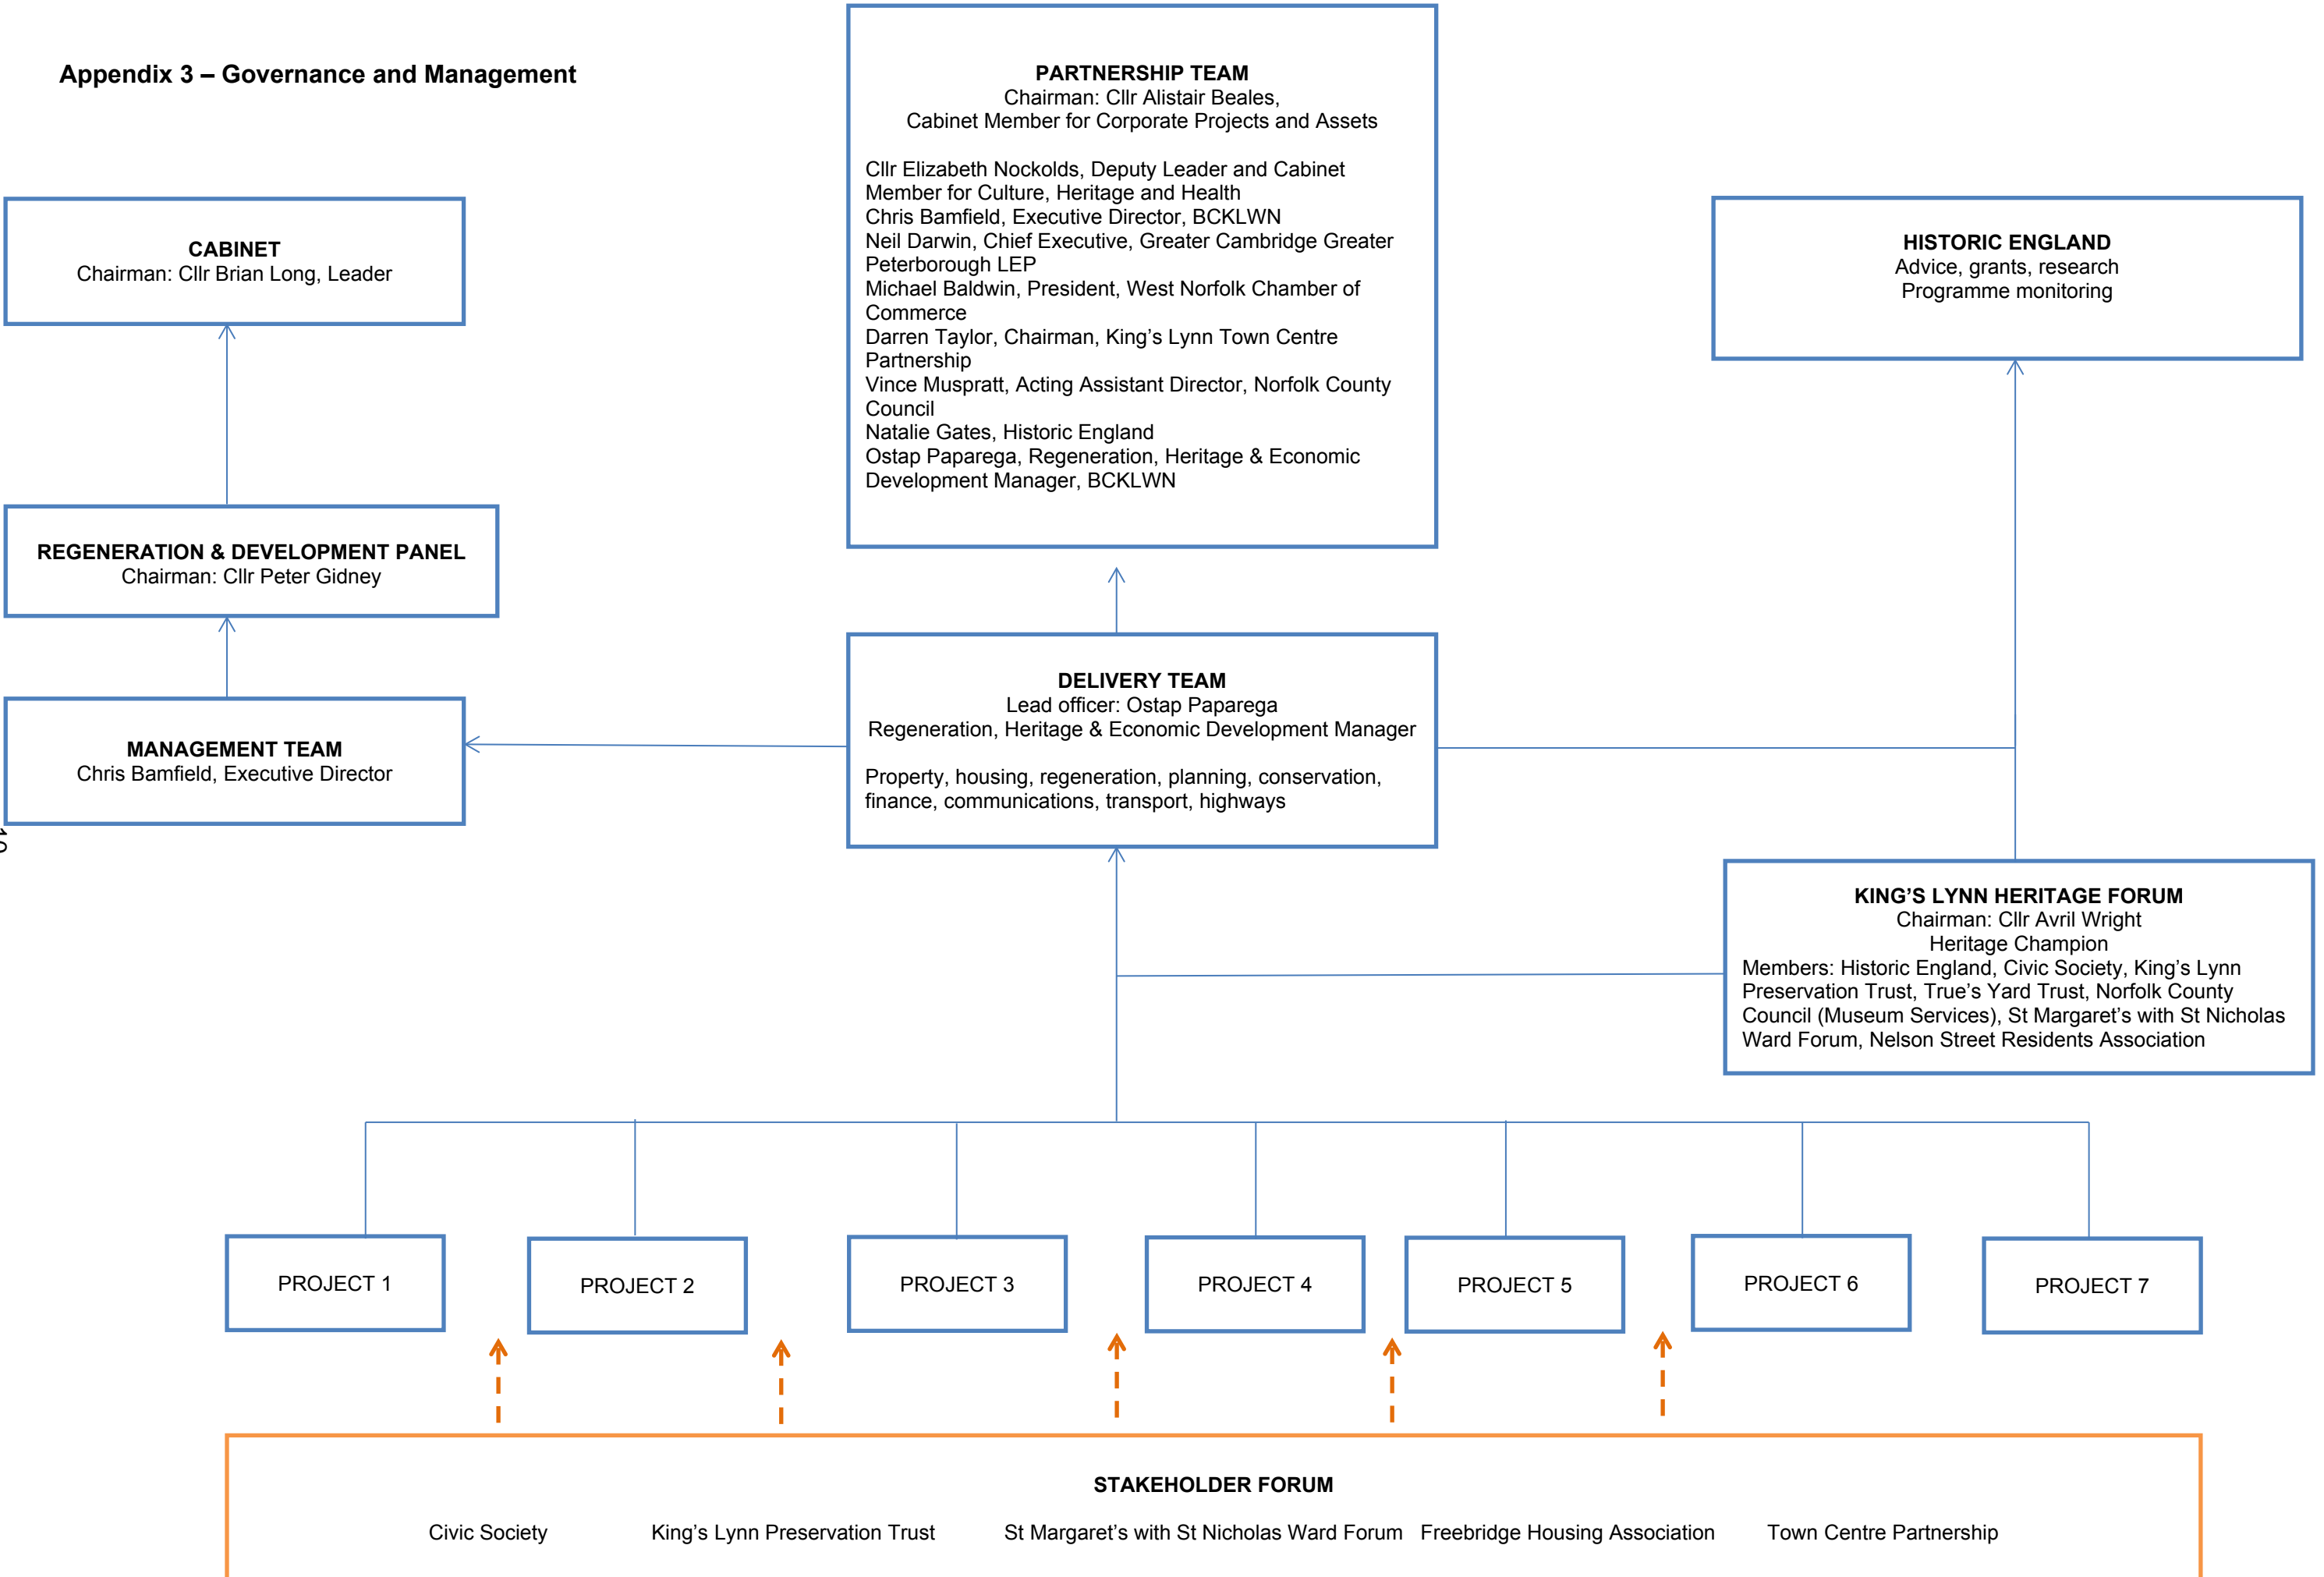 Appendix 3 – Governance and Management
PARTNERSHIP TEAM
Chairman: Cllr Alistair Beales,
Cabinet Member for Corporate Projects and Assets
Cllr Elizabeth Nockolds, Deputy Leader and Cabinet
Member for Culture, Heritage and Health
Chris Bamfield, Executive Director, BCKLWN
Neil Darwin, Chief Executive, Greater Cambridge Greater
Peterborough LEP
Michael Baldwin, President, West Norfolk Chamber of
Commerce
Darren Taylor, Chairman, King’s Lynn Town Centre
Partnership
Vince Muspratt, Acting Assistant Director, Norfolk County
Council
Natalie Gates, Historic England
Ostap Paparega, Regeneration, Heritage & Economic
Development Manager, BCKLWN
CABINET
Chairman: Cllr Brian Long, Leader
HISTORIC ENGLAND
Advice, grants, research
Programme monitoring
REGENERATION & DEVELOPMENT PANEL
Chairman: Cllr Peter Gidney
DELIVERY TEAM
Lead officer: Ostap Paparega
Regeneration, Heritage & Economic Development Manager
Property, housing, regeneration, planning, conservation,
finance, communications, transport, highways
MANAGEMENT TEAM
Chris Bamfield, Executive Director
KING’S LYNN HERITAGE FORUM
Chairman: Cllr Avril Wright
Heritage Champion
Members: Historic England, Civic Society, King’s Lynn
Preservation Trust, True’s Yard Trust, Norfolk County
Council (Museum Services), St Margaret’s with St Nicholas
Ward Forum, Nelson Street Residents Association
PROJECT 1
PROJECT 2
PROJECT 3
PROJECT 4
PROJECT 5
PROJECT 6
PROJECT 7
STAKEHOLDER FORUM
Civic Society King’s Lynn Preservation Trust St Margaret’s with St Nicholas Ward Forum Freebridge Housing Association Town Centre Partnership